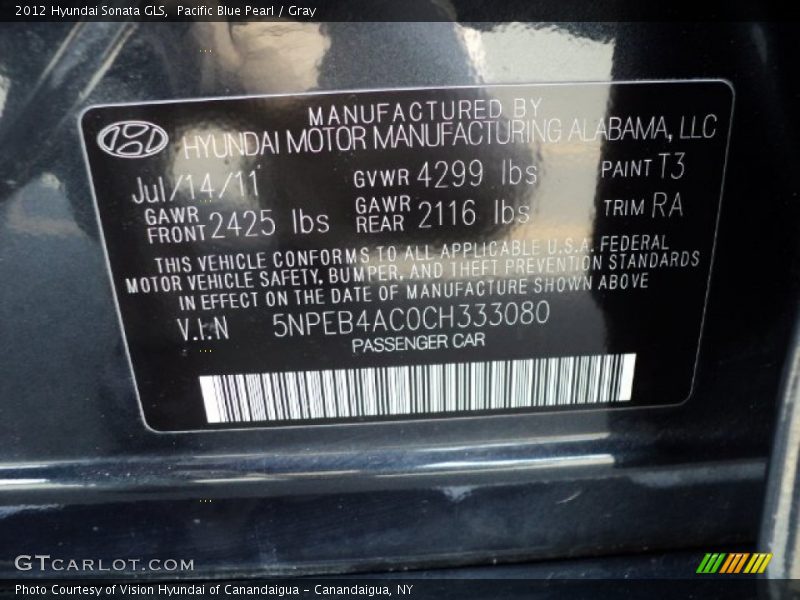 2012 Hyundai Sonata GLS, Pacific Blue Pearl / Gray
MANUFACTURED BY
HYUNDAI MOTOR MANUFACTURING ALABAMA, LLC
Jul/14/11 GVWR 4299 lbs PAINT T3
GAWR FRONT 2425 lbs GAWR REAR 2116 lbs TRIM RA
THIS VEHICLE CONFORMS TO ALL APPLICABLE U.S.A. FEDERAL
MOTOR VEHICLE SAFETY, BUMPER, AND THEFT PREVENTION STANDARDS
IN EFFECT ON THE DATE OF MANUFACTURE SHOWN ABOVE
V.I.N 5NPEB4AC0CH333080
PASSENGER CAR
GTCARLOT.COM
Photo Courtesy of Vision Hyundai of Canandaigua - Canandaigua, NY